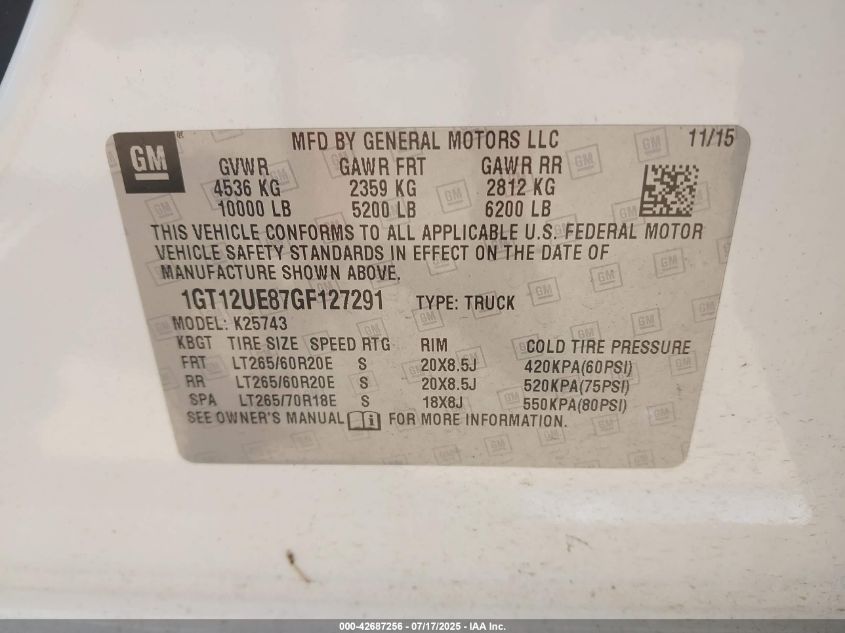 GM MFD BY GENERAL MOTORS LLC 11/15
GVWR GAWR FRT GAWR RR
4536 KG 2359 KG 2812 KG
10000 LB 5200 LB 6200 LB
THIS VEHICLE CONFORMS TO ALL APPLICABLE U.S. FEDERAL MOTOR
VEHICLE SAFETY STANDARDS IN EFFECT ON THE DATE OF
MANUFACTURE SHOWN ABOVE.
1GT12UE87GF127291 TYPE: TRUCK
MODEL: K25743
KBGT TIRE SIZE SPEED RTG RIM COLD TIRE PRESSURE
FRT LT265/60R20E S 20X8.5J 420KPA(60PSI)
RR LT265/60R20E S 20X8.5J 520KPA(75PSI)
SPA LT265/70R18E S 18X8J 550KPA(80PSI)
SEE OWNER'S MANUAL FOR MORE INFORMATION.
000-42687256 - 07/17/2025 - IAA Inc.